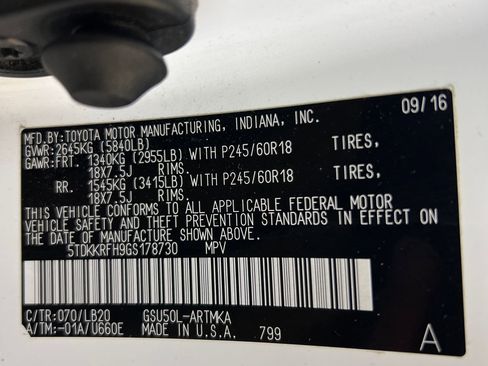 MFD.BY:TOYOTA MOTOR MANUFACTURING, INDIANA, INC. 09/16
GVWR:2645KG (5840LB)
GAWR:FRT. 1340KG (2955LB) WITH P245/60R18 TIRES,
18X7.5J RIMS.
RR. 1545KG (3415LB) WITH P245/60R18 TIRES,
18X7.5J RIMS.
THIS VEHICLE CONFORMS TO ALL APPLICABLE FEDERAL MOTOR
VEHICLE SAFETY AND THEFT PREVENTION STANDARDS IN EFFECT ON
THE DATE OF MANUFACTURE SHOWN ABOVE.
5TDKKRFH9GS178730 MPV
C/TR:070/LB20 GSU50L-ARTMKA
A/TM:-01A/U660E MADE IN U.S.A. 799 A